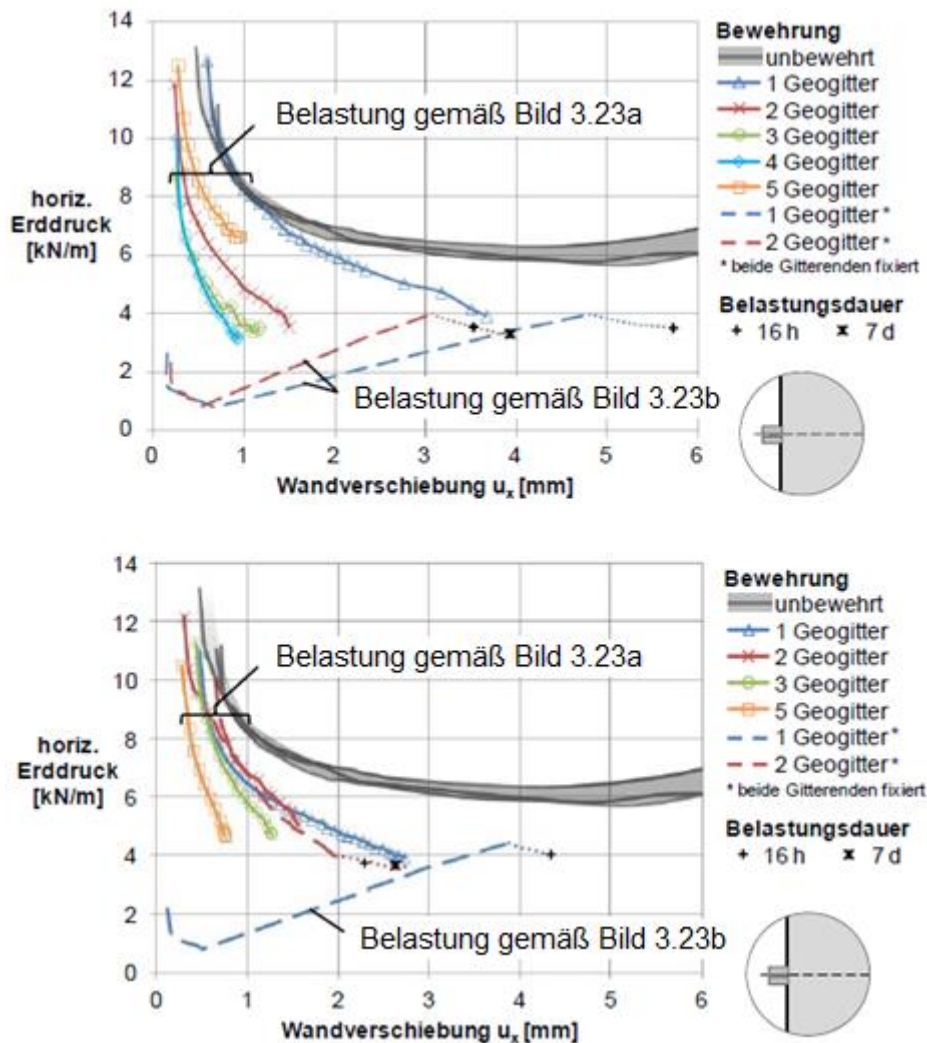 14
12
10
8
6
4
2
0
horiz.
Erddruck
[kN/m]
0 1 2 3 4 5 6
Wandverschiebung uₓ [mm]
Belastung gemäß Bild 3.23a
Belastung gemäß Bild 3.23b
Bewehrung
unbewehrt
1 Geogitter
2 Geogitter
3 Geogitter
4 Geogitter
5 Geogitter
1 Geogitter*
2 Geogitter*
* beide Gitterenden fixiert
Belastungsdauer
16 h 7 d
14
12
10
8
6
4
2
0
horiz.
Erddruck
[kN/m]
0 1 2 3 4 5 6
Wandverschiebung uₓ [mm]
Belastung gemäß Bild 3.23a
Belastung gemäß Bild 3.23b
Bewehrung
unbewehrt
1 Geogitter
2 Geogitter
3 Geogitter
5 Geogitter
1 Geogitter*
2 Geogitter*
* beide Gitterenden fixiert
Belastungsdauer
16 h 7 d